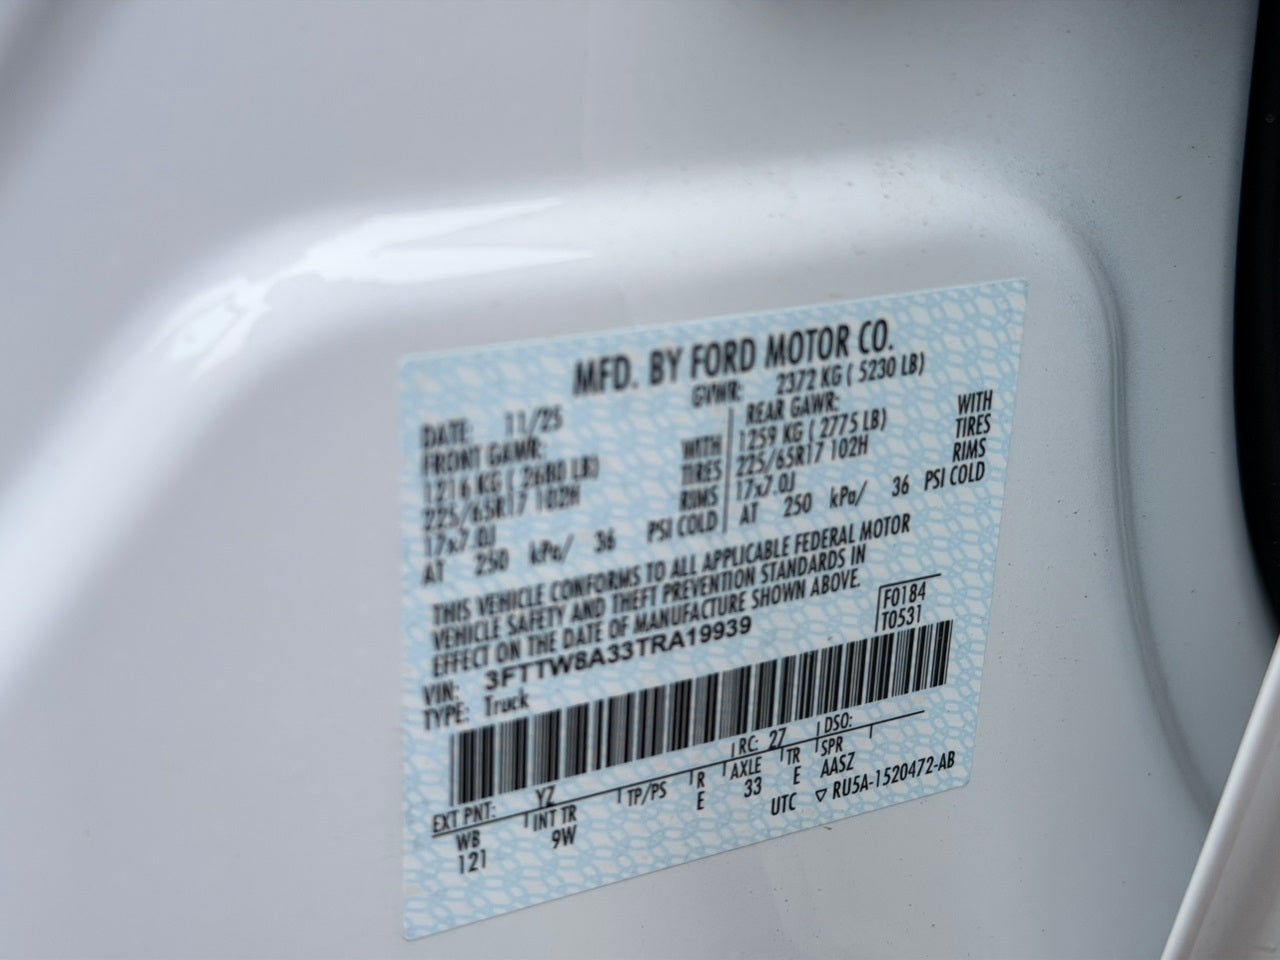 MFD. BY FORD MOTOR CO.
DATE: 11/25 GVWR: 2372 KG ( 5230 LB)
FRONT GAWR: REAR GAWR:
1216 KG ( 2680 LB) WITH 1259 KG ( 2775 LB) WITH
225/65R17 102H TIRES 225/65R17 102H TIRES
17x7.0J RIMS 17x7.0J RIMS
AT 250 kPa/ 36 PSI COLD AT 250 kPa/ 36 PSI COLD
THIS VEHICLE CONFORMS TO ALL APPLICABLE FEDERAL MOTOR
VEHICLE SAFETY AND THEFT PREVENTION STANDARDS IN
EFFECT ON THE DATE OF MANUFACTURE SHOWN ABOVE.
VIN: 3FTTW8A33TRA19939 F0184
TYPE: Truck T0531
EXT PNT: YZ RC: 27 DSO:
WB INT TR TP/PS R AXLE TR SPR
121 9W E 33 E AASZ
UTC ▽ RU5A-1520472-AB